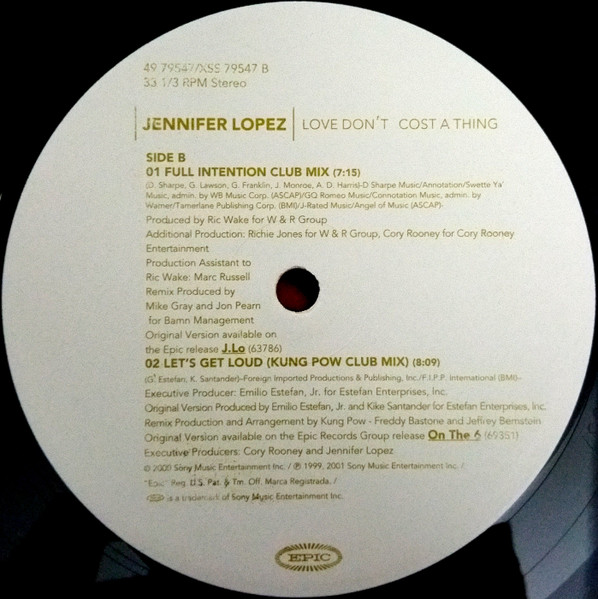 49 79547/XSS 79547 B
33 1/3 RPM Stereo
JENNIFER LOPEZ | LOVE DON'T COST A THING
SIDE B
01 FULL INTENTION CLUB MIX (7:15)
(D. Sharpe, G. Lawson, G. Franklin, J. Monroe, A. D. Harris)-D Sharpe Music/Annotation/Swette Ya'
Music, admin. by WB Music Corp. (ASCAP)/GQ Romeo Music/Connotation Music, admin. by
Warner/Tamerlane Publishing Corp. (BMI)/J-Rated Music/Angel of Music (ASCAP)-
Produced by Ric Wake for W & R Group
Additional Production: Richie Jones for W & R Group, Cory Rooney for Cory Rooney
Entertainment
Production Assistant to
Ric Wake: Marc Russell
Remix Produced by
Mike Gray and Jon Pearn
for Bamn Management
Original Version available on
the Epic release J.Lo (63786)
02 LET'S GET LOUD (KUNG POW CLUB MIX) (8:09)
(G. Estefan, K. Santander)-Foreign Imported Productions & Publishing, Inc./F.I.P.P. International (BMI)-
Executive Producer: Emilio Estefan, Jr. for Estefan Enterprises, Inc.
Original Version Produced by Emilio Estefan, Jr. and Kike Santander for Estefan Enterprises, Inc.
Remix Production and Arrangement by Kung Pow - Freddy Bastone and Jeffrey Bernstein
Original Version available on the Epic Records Group release On The 6 (69351)
Executive Producers: Cory Rooney and Jennifer Lopez
© 2000 Sony Music Entertainment Inc. / ℗ 1999, 2001 Sony Music Entertainment Inc. /
"Epic" Reg. U.S. Pat. & Tm. Off. Marca Registrada. /
is a trademark of Sony Music Entertainment Inc.
EPIC